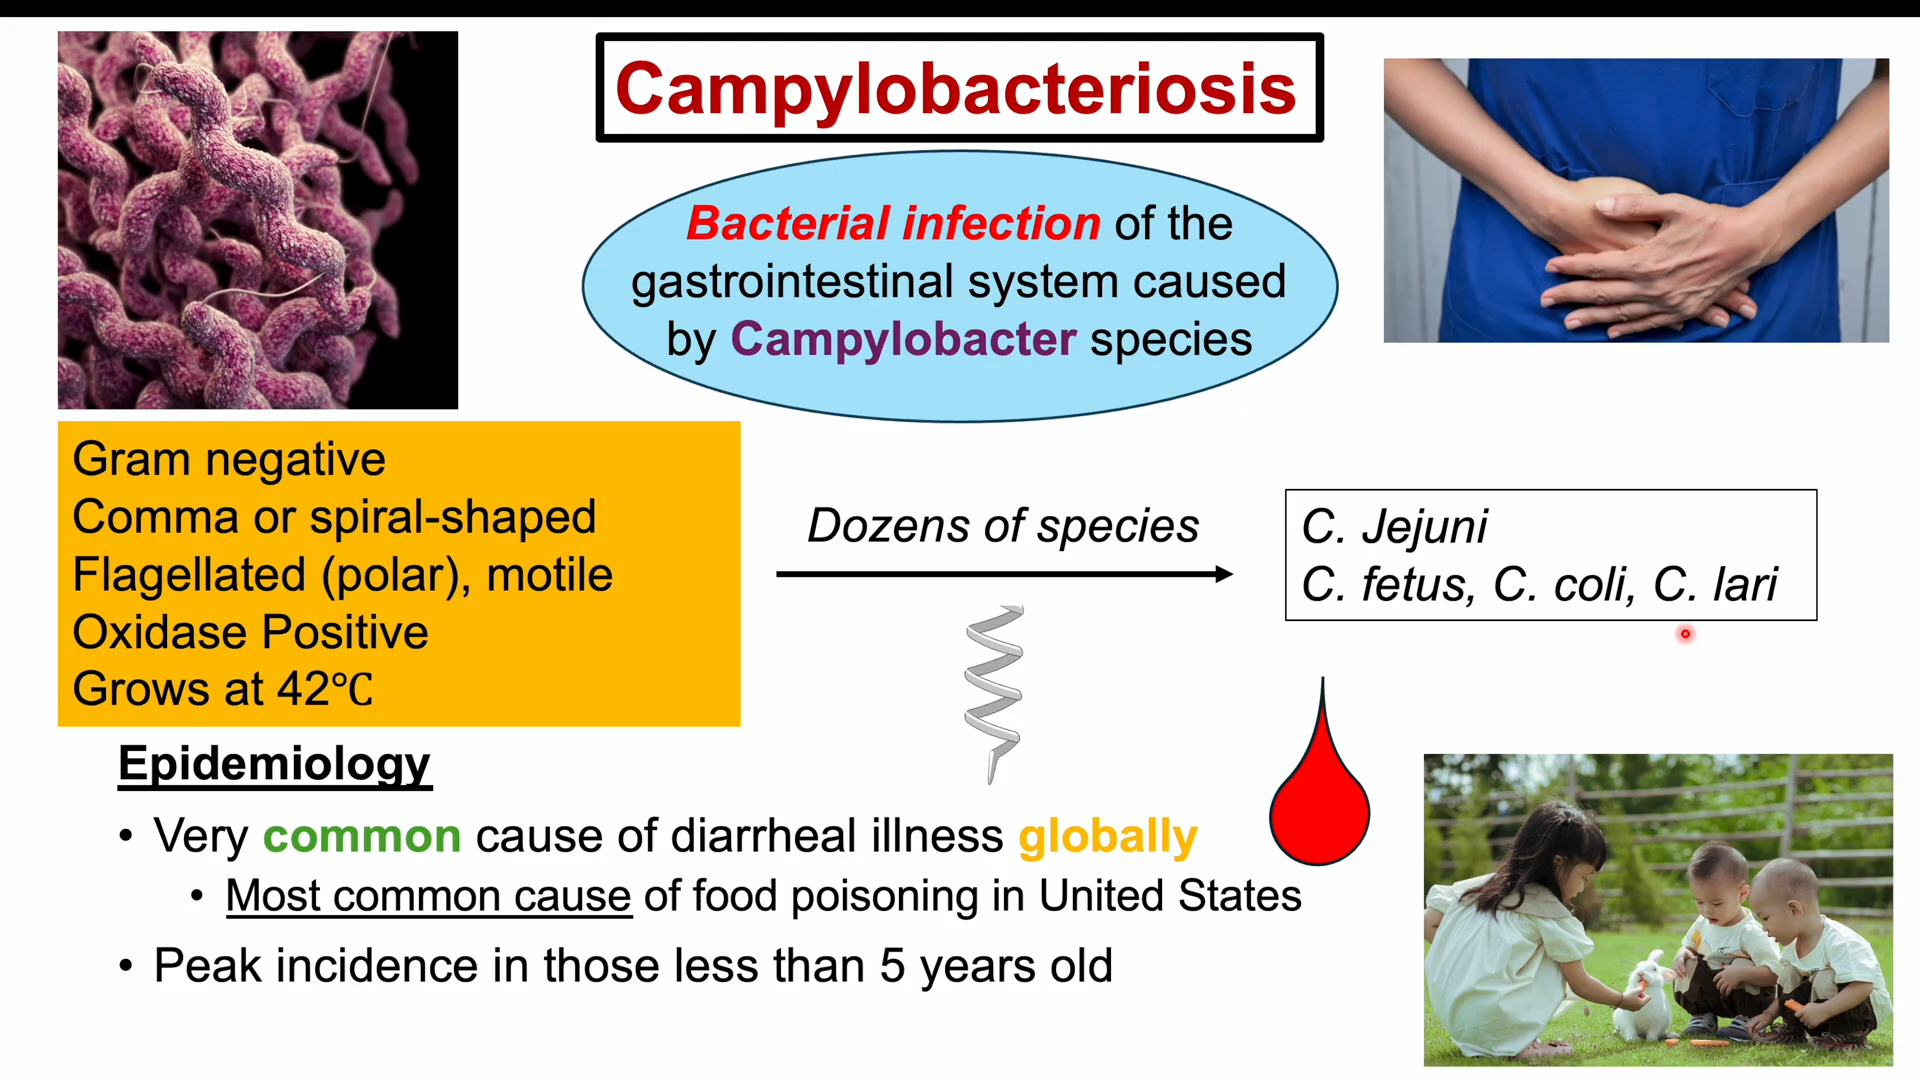 Campylobacteriosis
Bacterial infection of the
gastrointestinal system caused
by Campylobacter species
Gram negative
Comma or spiral-shaped
Flagellated (polar), motile
Oxidase Positive
Grows at 42℃
Dozens of species
C. Jejuni
C. fetus, C. coli, C. lari
Epidemiology
• Very common cause of diarrheal illness globally
• Most common cause of food poisoning in United States
• Peak incidence in those less than 5 years old